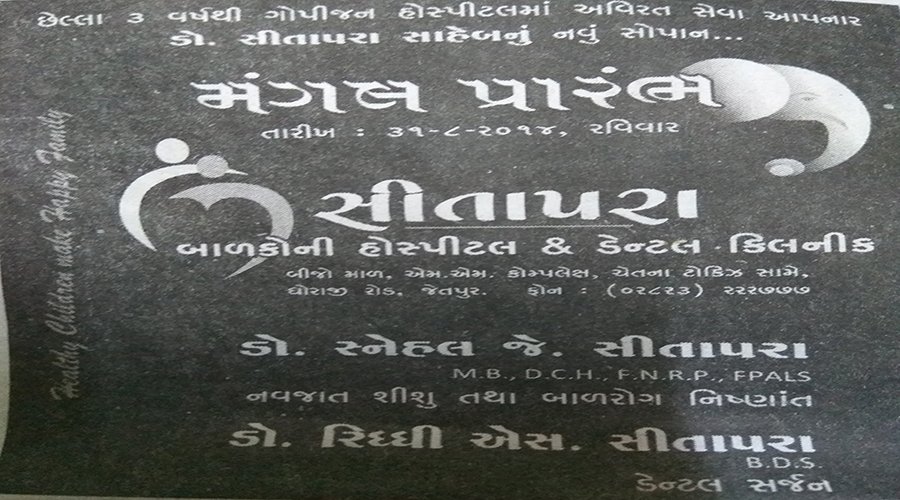 છેલ્લા ૩ વર્ષથી ગોપીજન હોસ્પીટલમાં અવિરત સેવા આપનાર
ડો. સીતાપરા સાહેબનું નવું સોપાન...
મંગલ પ્રારંભ
તારીખ : ૩૧-૮-૨૦૧૪, રવિવાર
સીતાપરા
બાળકોની હોસ્પીટલ & ડેન્ટલ કિલનીક
બીજો માળ, એમ.એમ. કોમ્પલેક્ષ, ચેતના ટોકિઝ સામે,
ધોરાજી રોડ, જેતપુર. ફોન : (૦૨૮૨૩) ૨૨૨૭૭૭
ડો. સ્નેહલ જે. સીતાપરા
M.B., D.C.H., F.N.R.P., FPALS
નવજાત શીશુ તથા બાળરોગ નિષ્ણાંત
ડો. રિધ્ધી એસ. સીતાપરા
B.D.S.
ડેન્ટલ સર્જન
Healthy Children make Happy Family